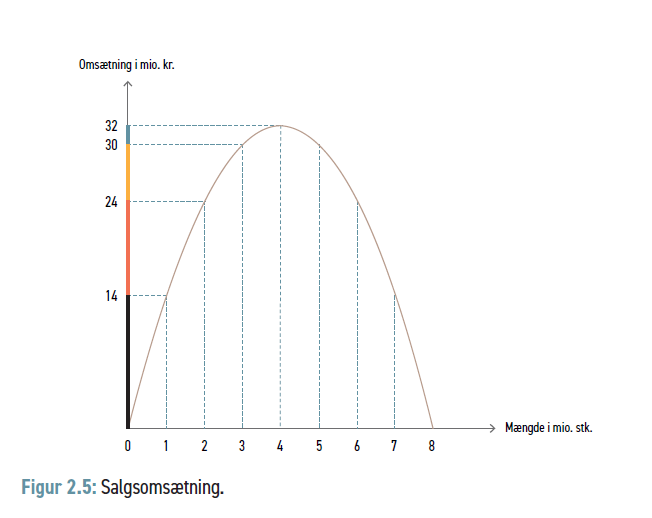 Omsætning i mio. kr.
32
30
24
14
0 1 2 3 4 5 6 7 8
Mængde i mio. stk.
Figur 2.5: Salgsomsætning.